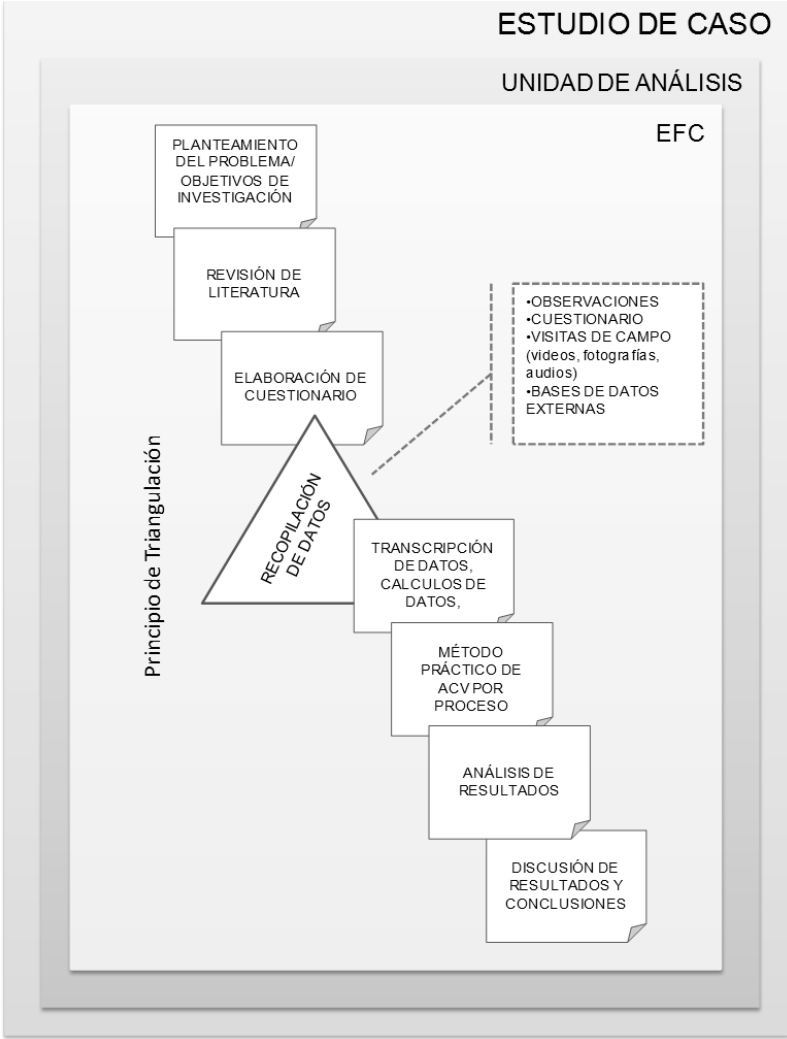 ESTUDIO DE CASO
UNIDAD DE ANÁLISIS
EFC
PLANTEAMIENTO
DEL PROBLEMA/
OBJETIVOS DE
INVESTIGACIÓN
REVISIÓN DE
LITERATURA
ELABORACIÓN DE
CUESTIONARIO
•OBSERVACIONES
•CUESTIONARIO
•VISITAS DE CAMPO
(videos, fotografías,
audios)
•BASES DE DATOS
EXTERNAS
Principio de Triangulación
RECOPILACIÓN
DE DATOS
TRANSCRIPCIÓN
DE DATOS,
CALCULOS DE
DATOS,
MÉTODO
PRÁCTICO DE
ACV POR
PROCESO
ANÁLISIS DE
RESULTADOS
DISCUSIÓN DE
RESULTADOS Y
CONCLUSIONES